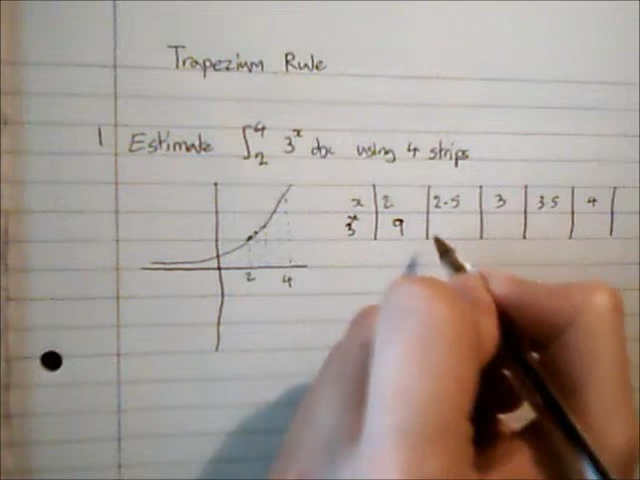 Trapezium Rule
1 Estimate ∫₂⁴ 3ˣ dx using 4 strips
x 2 2.5 3 3.5 4
3ˣ 9
2 4